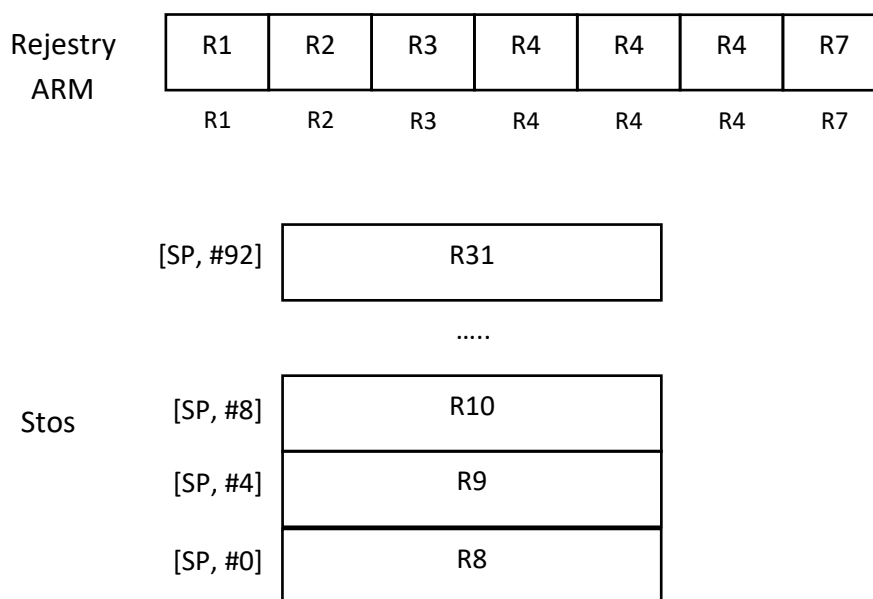 Rejestry ARM
R1 R2 R3 R4 R4 R4 R7
R1 R2 R3 R4 R4 R4 R7
[SP, #92] R31
.....
[SP, #8] R10
Stos
[SP, #4] R9
[SP, #0] R8